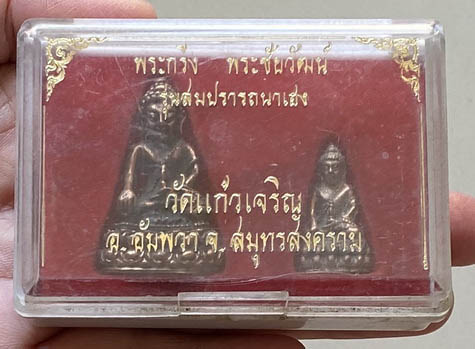 พระกริ่ง พระชัยวัฒน์
รุ่นสมปรารถนาเฮง
วัดแก้วเจริญ
อ. อัมพวา จ. สมุทรสงคราม